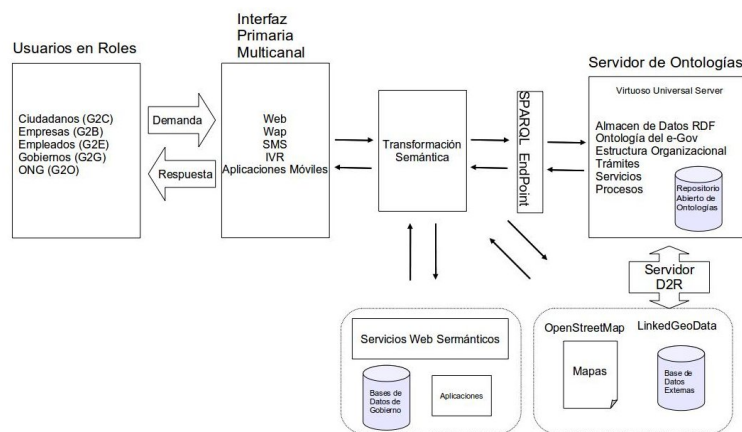 Usuarios en Roles
Ciudadanos (G2C)
Empresas (G2B)
Empleados (G2E)
Gobiernos (G2G)
ONG (G2O)
Demanda
Respuesta
Interfaz
Primaria
Multicanal
Web
Wap
SMS
IVR
Aplicaciones Móviles
Transformación
Semántica
SPARQL EndPoint
Servidor de Ontologías
Virtuoso Universal Server
Almacen de Datos RDF
Ontología del e-Gov
Estructura Organizacional
Trámites
Servicios
Procesos
Repositorio
Abierto de
Ontologías
Servidor
D2R
Servicios Web Semánticos
Bases de
Datos de
Gobierno
Aplicaciones
OpenStreetMap
LinkedGeoData
Mapas
Base de
Datos
Externas